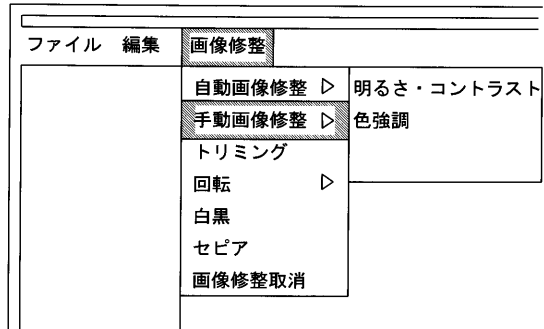 ファイル 編集 画像修整
自動画像修整 ▷ 明るさ・コントラスト
手動画像修整 ▷ 色強調
トリミング
回転 ▷
白黒
セピア
画像修整取消